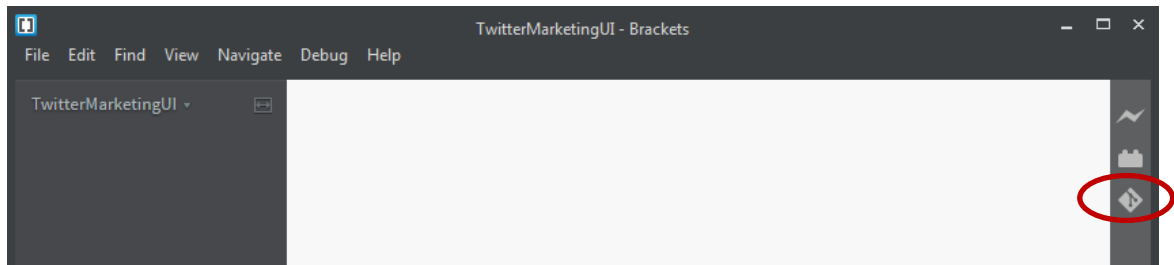 TwitterMarketingUI - Brackets
File Edit Find View Navigate Debug Help
TwitterMarketingUI